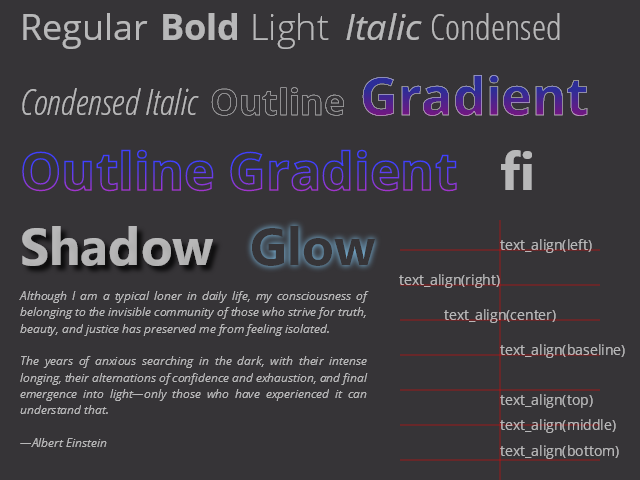 Regular Bold Light Italic Condensed
Condensed Italic Outline Gradient
Outline Gradient fi
Shadow Glow
Although I am a typical loner in daily life, my consciousness of
belonging to the invisible community of those who strive for truth,
beauty, and justice has preserved me from feeling isolated.
The years of anxious searching in the dark, with their intense
longing, their alternations of confidence and exhaustion, and final
emergence into light—only those who have experienced it can
understand that.
—Albert Einstein
text_align(left)
text_align(right)
text_align(center)
text_align(baseline)
text_align(top)
text_align(middle)
text_align(bottom)